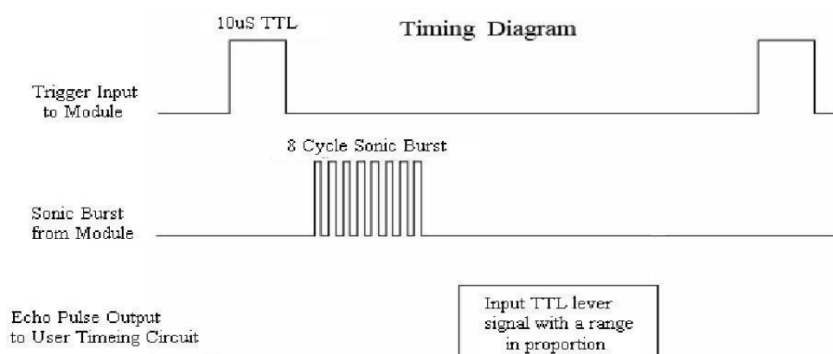 10uS TTL
Timing Diagram
Trigger Input
to Module
8 Cycle Sonic Burst
Sonic Burst
from Module
Echo Pulse Output
to User Timeing Circuit
Input TTL lever
signal with a range
in proportion